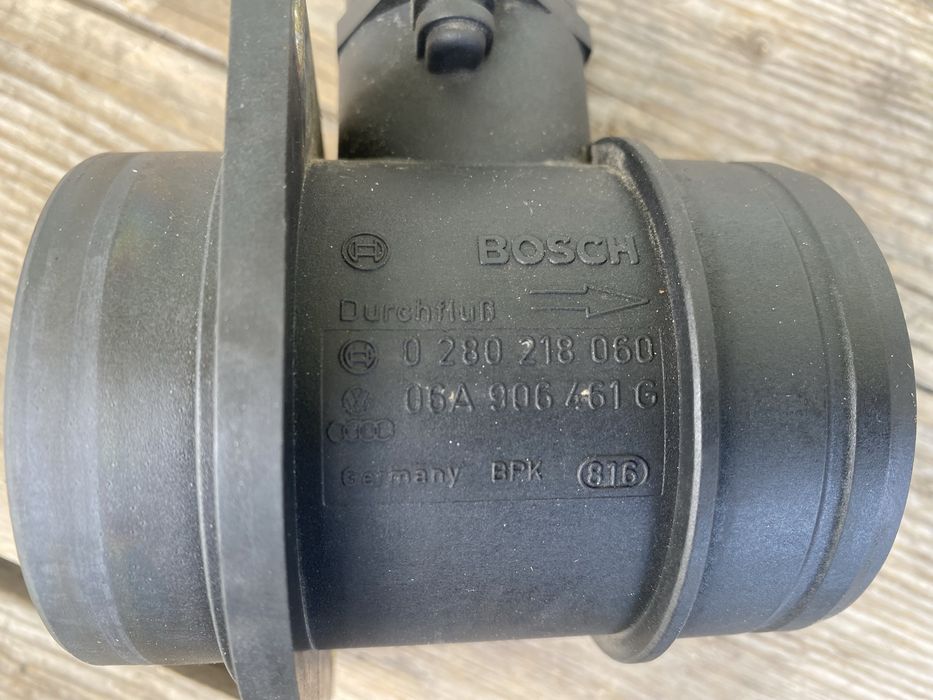 BOSCH
Durchfluß
0 280 218 060
06A 906 461 G
Germany BPK 816